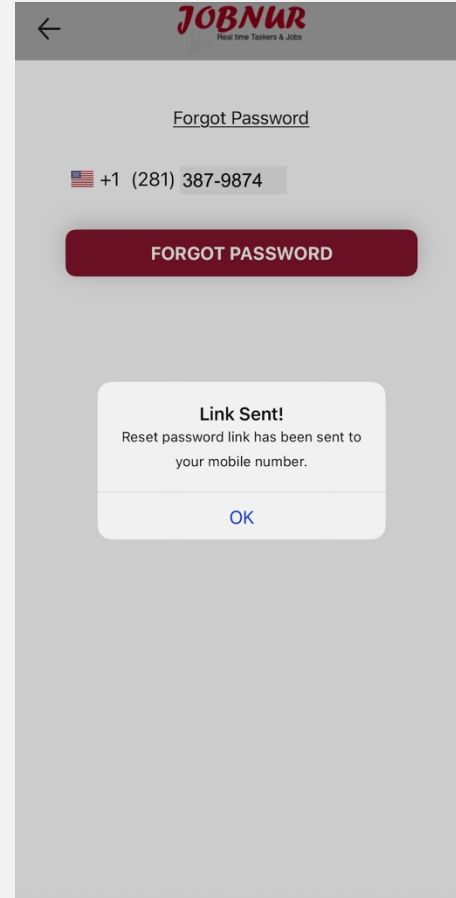 JOBNUR
Real time Taskers & Jobs
Forgot Password
+1 (281) 387-9874
FORGOT PASSWORD
Link Sent!
Reset password link has been sent to
your mobile number.
OK